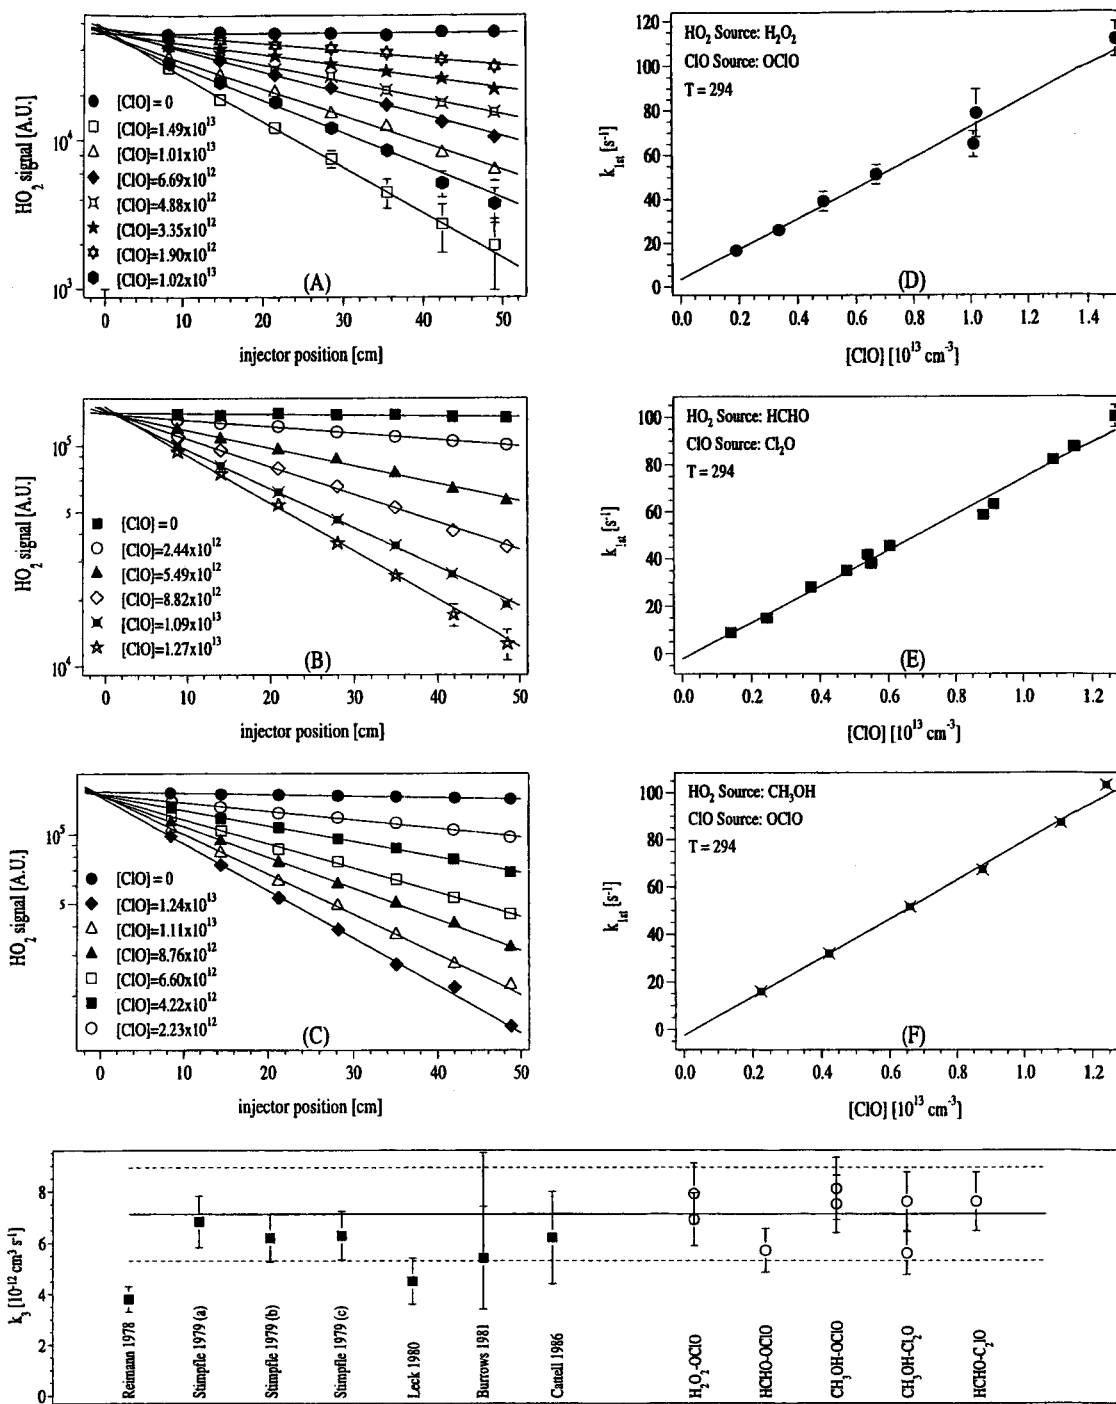 HO₂ signal [A.U.]
10⁴
10³
[ClO] = 0
[ClO]=1.49x10¹³
[ClO]=1.01x10¹³
[ClO]=6.69x10¹²
[ClO]=4.88x10¹²
[ClO]=3.35x10¹²
[ClO]=1.90x10¹²
[ClO]=1.02x10¹³
(A)
0 10 20 30 40 50
injector position [cm]
k₁ₛₜ [s⁻¹]
120
100
80
60
40
20
0
HO₂ Source: H₂O₂
ClO Source: OClO
T = 294
(D)
0.0 0.2 0.4 0.6 0.8 1.0 1.2 1.4
[ClO] [10¹³ cm⁻³]
HO₂ signal [A.U.]
10⁵
5
10⁴
[ClO] = 0
[ClO]=2.44x10¹²
[ClO]=5.49x10¹²
[ClO]=8.82x10¹²
[ClO]=1.09x10¹³
[ClO]=1.27x10¹³
(B)
0 10 20 30 40 50
injector position [cm]
k₁ₛₜ [s⁻¹]
100
80
60
40
20
0
HO₂ Source: HCHO
ClO Source: Cl₂O
T = 294
(E)
0.0 0.2 0.4 0.6 0.8 1.0 1.2
[ClO] [10¹³ cm⁻³]
HO₂ signal [A.U.]
10⁵
5
[ClO] = 0
[ClO]=1.24x10¹³
[ClO]=1.11x10¹³
[ClO]=8.76x10¹²
[ClO]=6.60x10¹²
[ClO]=4.22x10¹²
[ClO]=2.23x10¹²
(C)
0 10 20 30 40 50
injector position [cm]
k₁ₛₜ [s⁻¹]
100
80
60
40
20
0
HO₂ Source: CH₃OH
ClO Source: OClO
T = 294
(F)
0.0 0.2 0.4 0.6 0.8 1.0 1.2
[ClO] [10¹³ cm⁻³]
k₃ [10⁻¹² cm³ s⁻¹]
8
6
4
2
0
Reimann 1978
Stimpfle 1979 (a)
Stimpfle 1979 (b)
Stimpfle 1979 (c)
Leck 1980
Burrows 1981
Cattell 1986
H₂O₂-OClO
HCHO-OClO
CH₃OH-OClO
CH₃OH-Cl₂O
HCHO-C₂lO